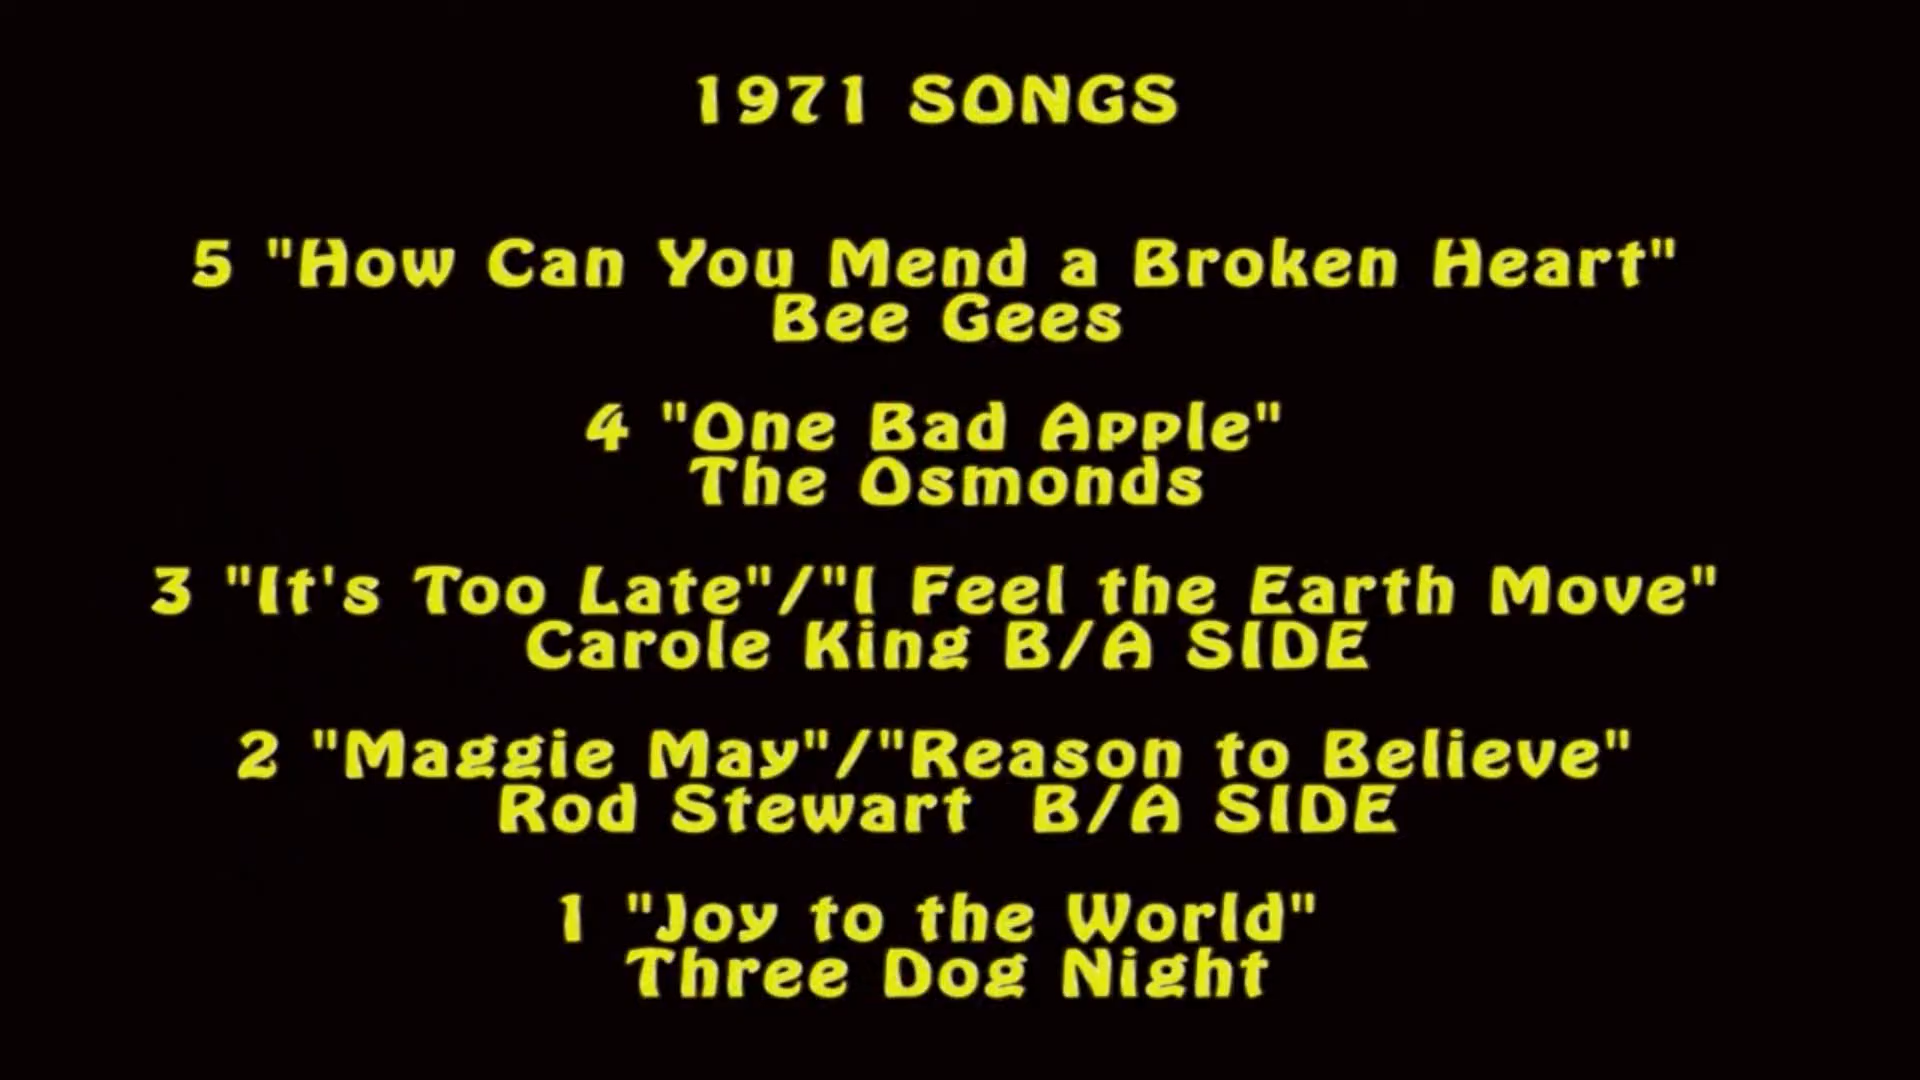 1971 SONGS
5 "How Can You Mend a Broken Heart"
Bee Gees
4 "One Bad Apple"
The Osmonds
3 "It's Too Late"/"I Feel the Earth Move"
Carole King B/A SIDE
2 "Maggie May"/"Reason to Believe"
Rod Stewart  B/A SIDE
1 "Joy to the World"
Three Dog Night